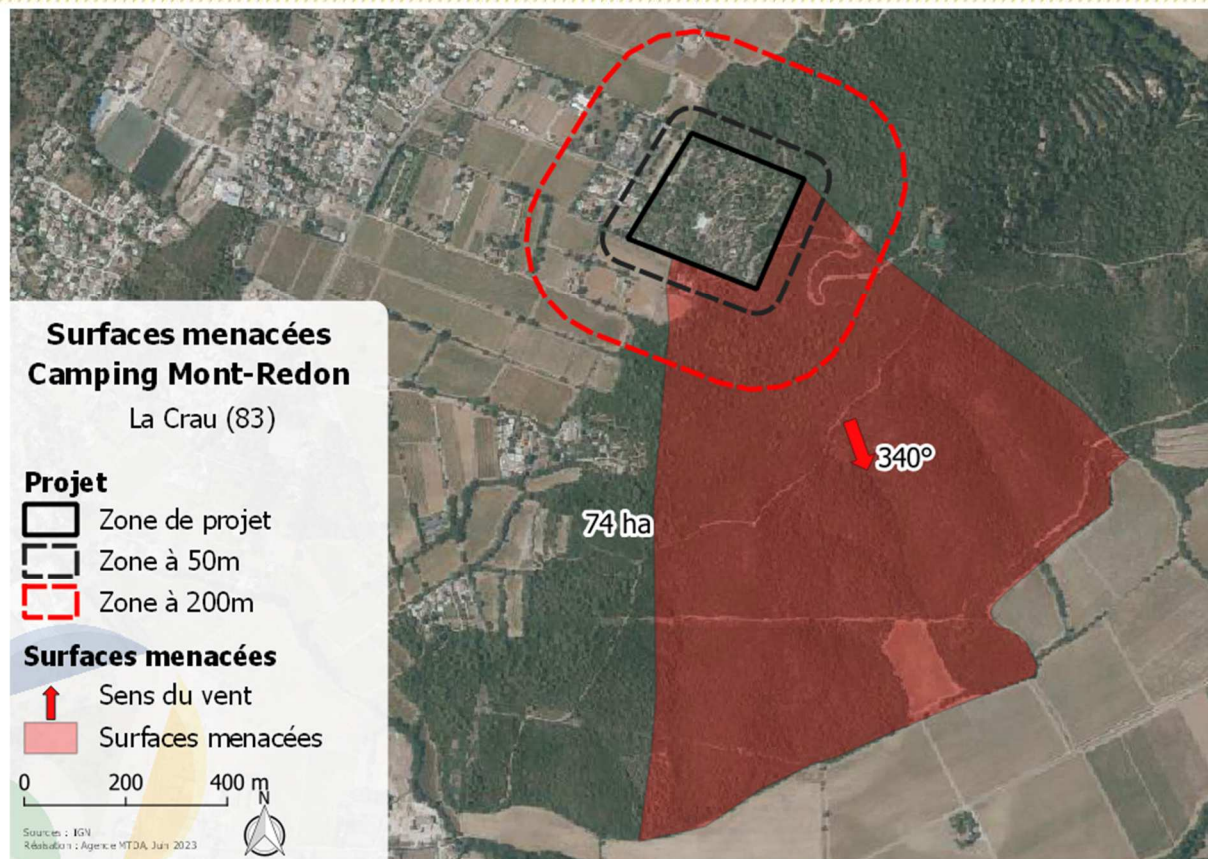 Surfaces menacées
Camping Mont-Redon
La Crau (83)
Projet
Zone de projet
Zone à 50m
Zone à 200m
Surfaces menacées
Sens du vent
Surfaces menacées
0 200 400 m
N
Sources : IGN
Réalisation : Agence MTDA, Juin 2023
340°
74 ha